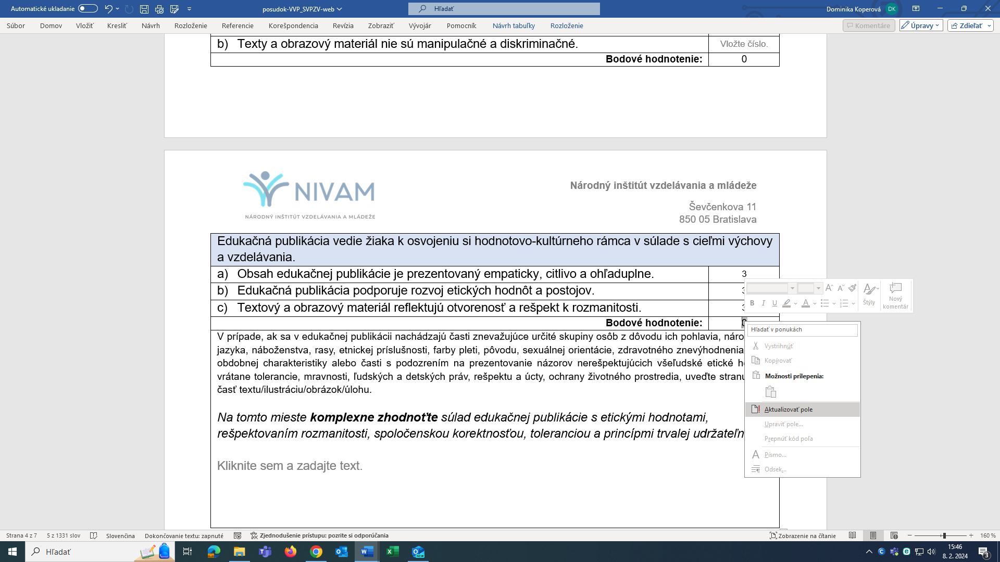 Automatické ukladanie
posudok-VVP_SVPZV-web
Hľadať
Dominika Koperová
DK
Súbor
Domov
Vložiť
Kresliť
Návrh
Rozloženie
Referencie
Korešpondencia
Revízia
Zobraziť
Vývojár
Pomocník
Návrh tabuľky
Rozloženie
Komentáre
Úpravy
Zdieľať
b) Texty a obrazový materiál nie sú manipulačné a diskriminačné.
Vložte číslo.
Bodové hodnotenie:
0
NIVAM
NÁRODNÝ INŠTITÚT VZDELÁVANIA A MLÁDEŽE
Národný inštitút vzdelávania a mládeže
Ševčenkova 11
850 05 Bratislava
Edukačná publikácia vedie žiaka k osvojeniu si hodnotovo-kultúrneho rámca v súlade s cieľmi výchovy
a vzdelávania.
a) Obsah edukačnej publikácie je prezentovaný empaticky, citlivo a ohľaduplne.
3
b) Edukačná publikácia podporuje rozvoj etických hodnôt a postojov.
c) Textový a obrazový materiál reflektujú otvorenosť a rešpekt k rozmanitosti.
Bodové hodnotenie:
0
V prípade, ak sa v edukačnej publikácii nachádzajú časti znevažujúce určité skupiny osôb z dôvodu ich pohlavia,
jazyka, náboženstva, rasy, etnickej príslušnosti, farby pleti, pôvodu, sexuálnej orientácie, zdravotného znevýhodnenia
obdobnej charakteristiky alebo časti s podozrením na prezentovanie názorov nerešpektujúcich všeľudské etické
vrátane tolerancie, mravnosti, ľudských a detských práv, rešpektu a úcty, ochrany životného prostredia, uveďte stranu
časť textu/ilustráciu/obrázok/úlohu.
Na tomto mieste komplexne zhodnoťte súlad edukačnej publikácie s etickými hodnotami,
rešpektovaním rozmanitosti, spoločenskou korektnosťou, toleranciou a princípmi trvalej
Kliknite sem a zadajte text.
B I U
A
Štýly
Nový
komentár
Hľadať v ponukách
Vystrihnúť
Kopírovať
Možnosti prilepenia:
Aktualizovať pole
Upraviť pole...
Prepnúť kód poľa
Písmo...
Odsek...
Strana 4 z 7
5 z 1331 slov
Slovenčina
Dokončovanie textu: zapnuté
Zjednodušenie prístupu: pozrite si odporúčania
Zobrazenie na čítanie
160 %
Hľadať
15:46
8. 2. 2024
3